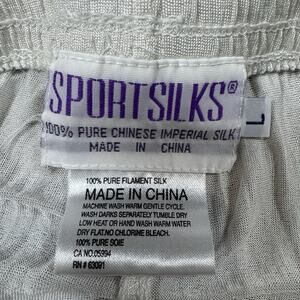 SPORTSILKS®
100% PURE CHINESE IMPERIAL SILK
MADE IN CHINA
L
100% PURE FILAMENT SILK
MADE IN CHINA
MACHINE WASH WARM GENTLE CYCLE.
WASH DARKS SEPARATELY TUMBLE DRY
LOW HEAT OR HAND WASH WARM WATER
DRY FLAT.NO CHLORINE BLEACH.
100% PURE SOIE
CA NO.05994
RN # 63091